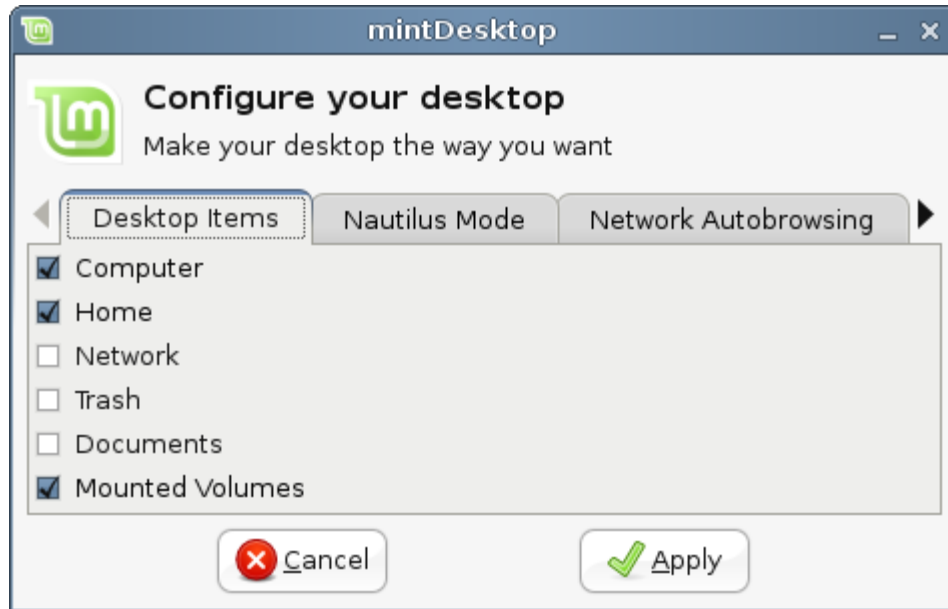 mintDesktop
Configure your desktop
Make your desktop the way you want
Desktop Items Nautilus Mode Network Autobrowsing
Computer
Home
Network
Trash
Documents
Mounted Volumes
Cancel Apply